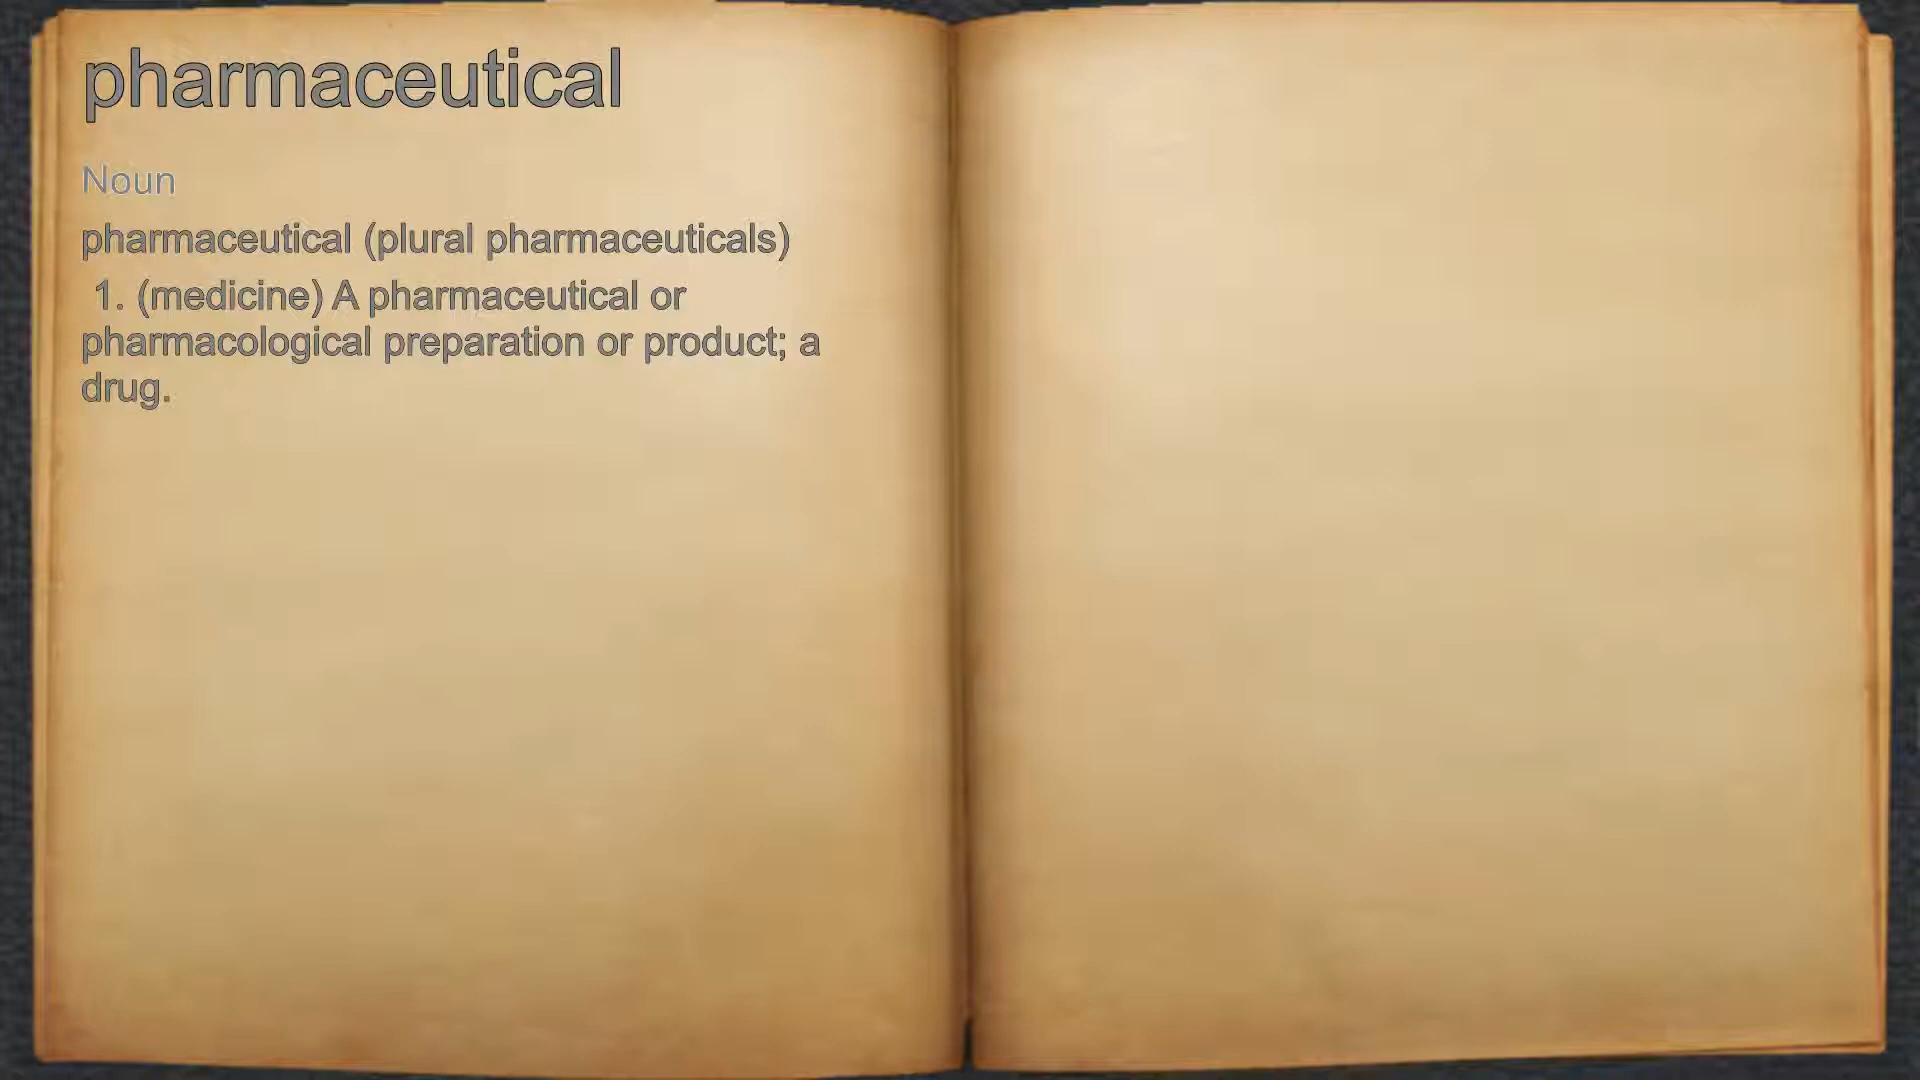 pharmaceutical
Noun
pharmaceutical (plural pharmaceuticals)
1. (medicine) A pharmaceutical or
pharmacological preparation or product; a
drug.